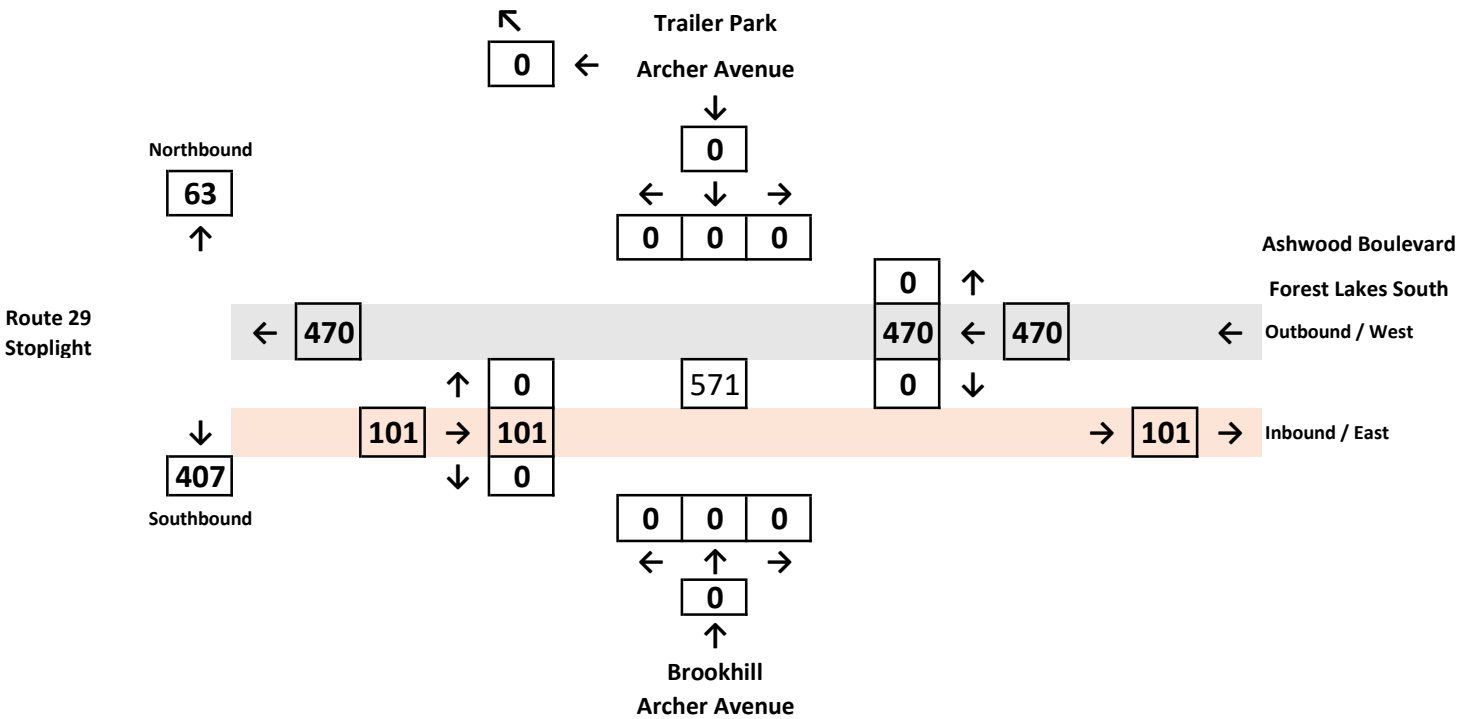 ↖ Trailer Park
0 ← Archer Avenue
↓
Northbound 0
63 ← ↓ →
↑ 0 0 0
Ashwood Boulevard
0 ↑ Forest Lakes South
Route 29
Stoplight
← 470 470 ← 470 ← Outbound / West
↑ 0 571 0 ↓
↓ 101 → 101 → 101 → Inbound / East
407 ↓ 0
Southbound 0 0 0
← ↑ →
0
↑
Brookhill
Archer Avenue